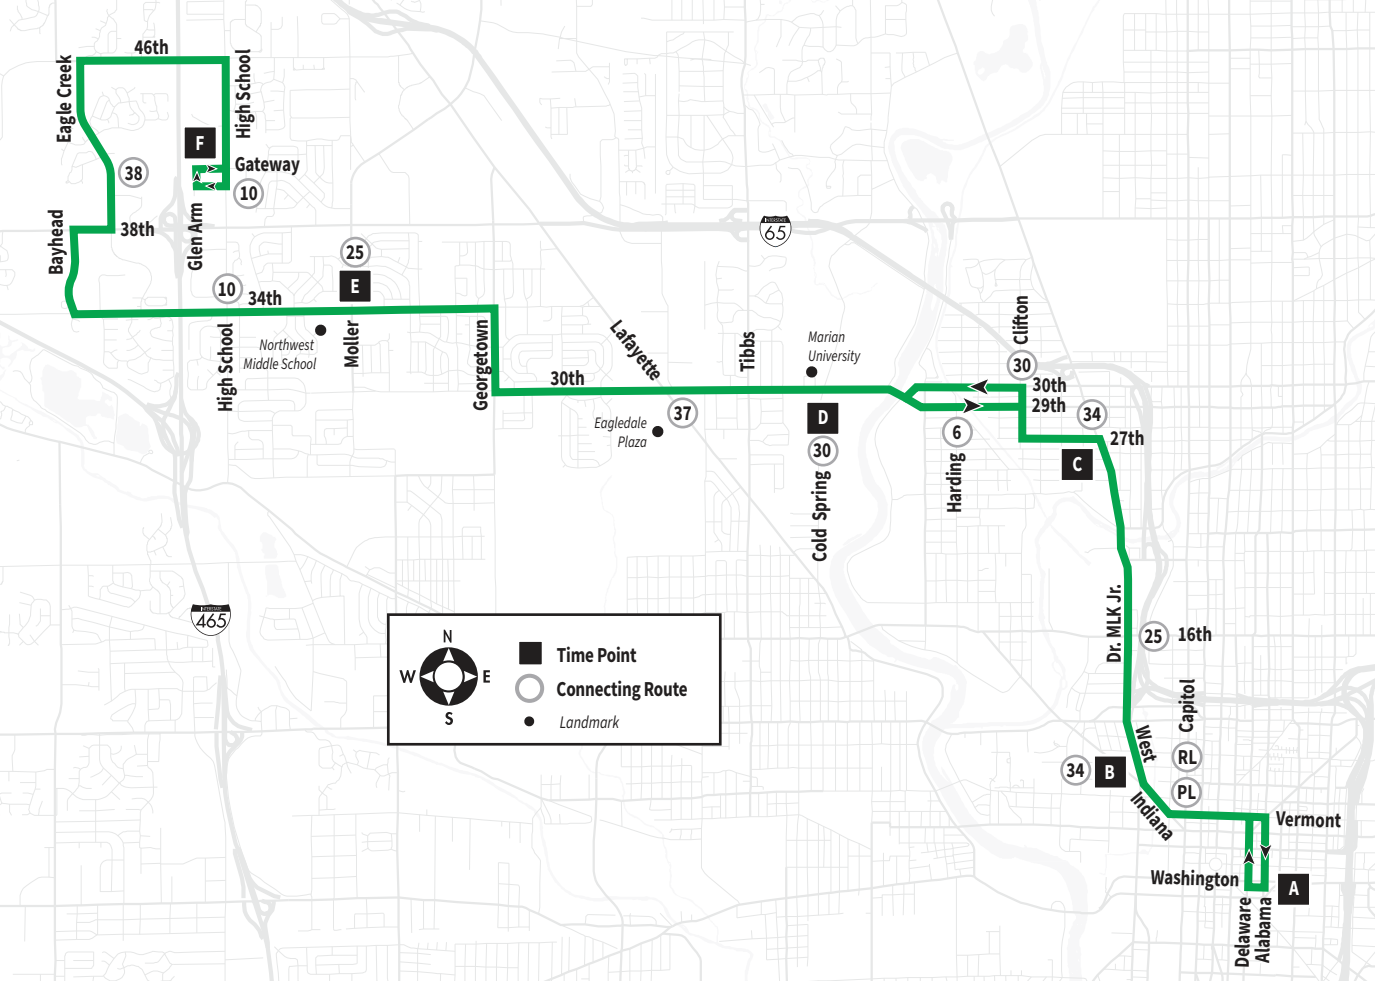 46th
Eagle Creek
High School
F
Gateway
38
10
Bayhead
38th
Glen Arm
INTERSTATE
65
25
E
10
34th
Northwest
Middle School
High School
Moller
Georgetown
Lafayette
Tibbs
Marian
University
Clifton
30
30th
30th
29th
Eagledale
Plaza
37
D
30
Cold Spring
6
Harding
34
27th
C
INTERSTATE
465
N
W
E
S
Time Point
Connecting Route
Landmark
Dr. MLK Jr.
25
16th
Capitol
West
RL
34
B
PL
Indiana
Vermont
Washington
A
Delaware
Alabama